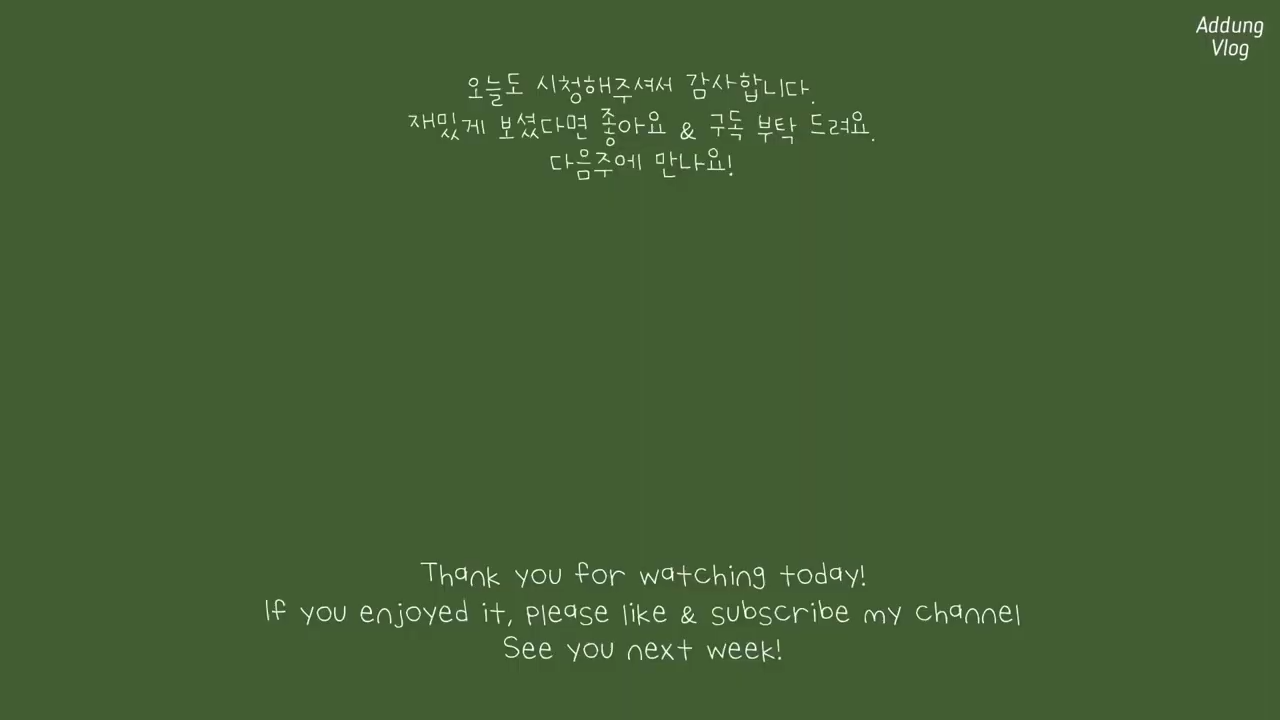 Addung
Vlog
오늘도 시청해주셔서 감사합니다.
재밌게 보셨다면 좋아요 & 구독 부탁 드려요.
다음주에 만나요!
Thank you for watching today!
If you enjoyed it, please like & subscribe my channel
See you next week!